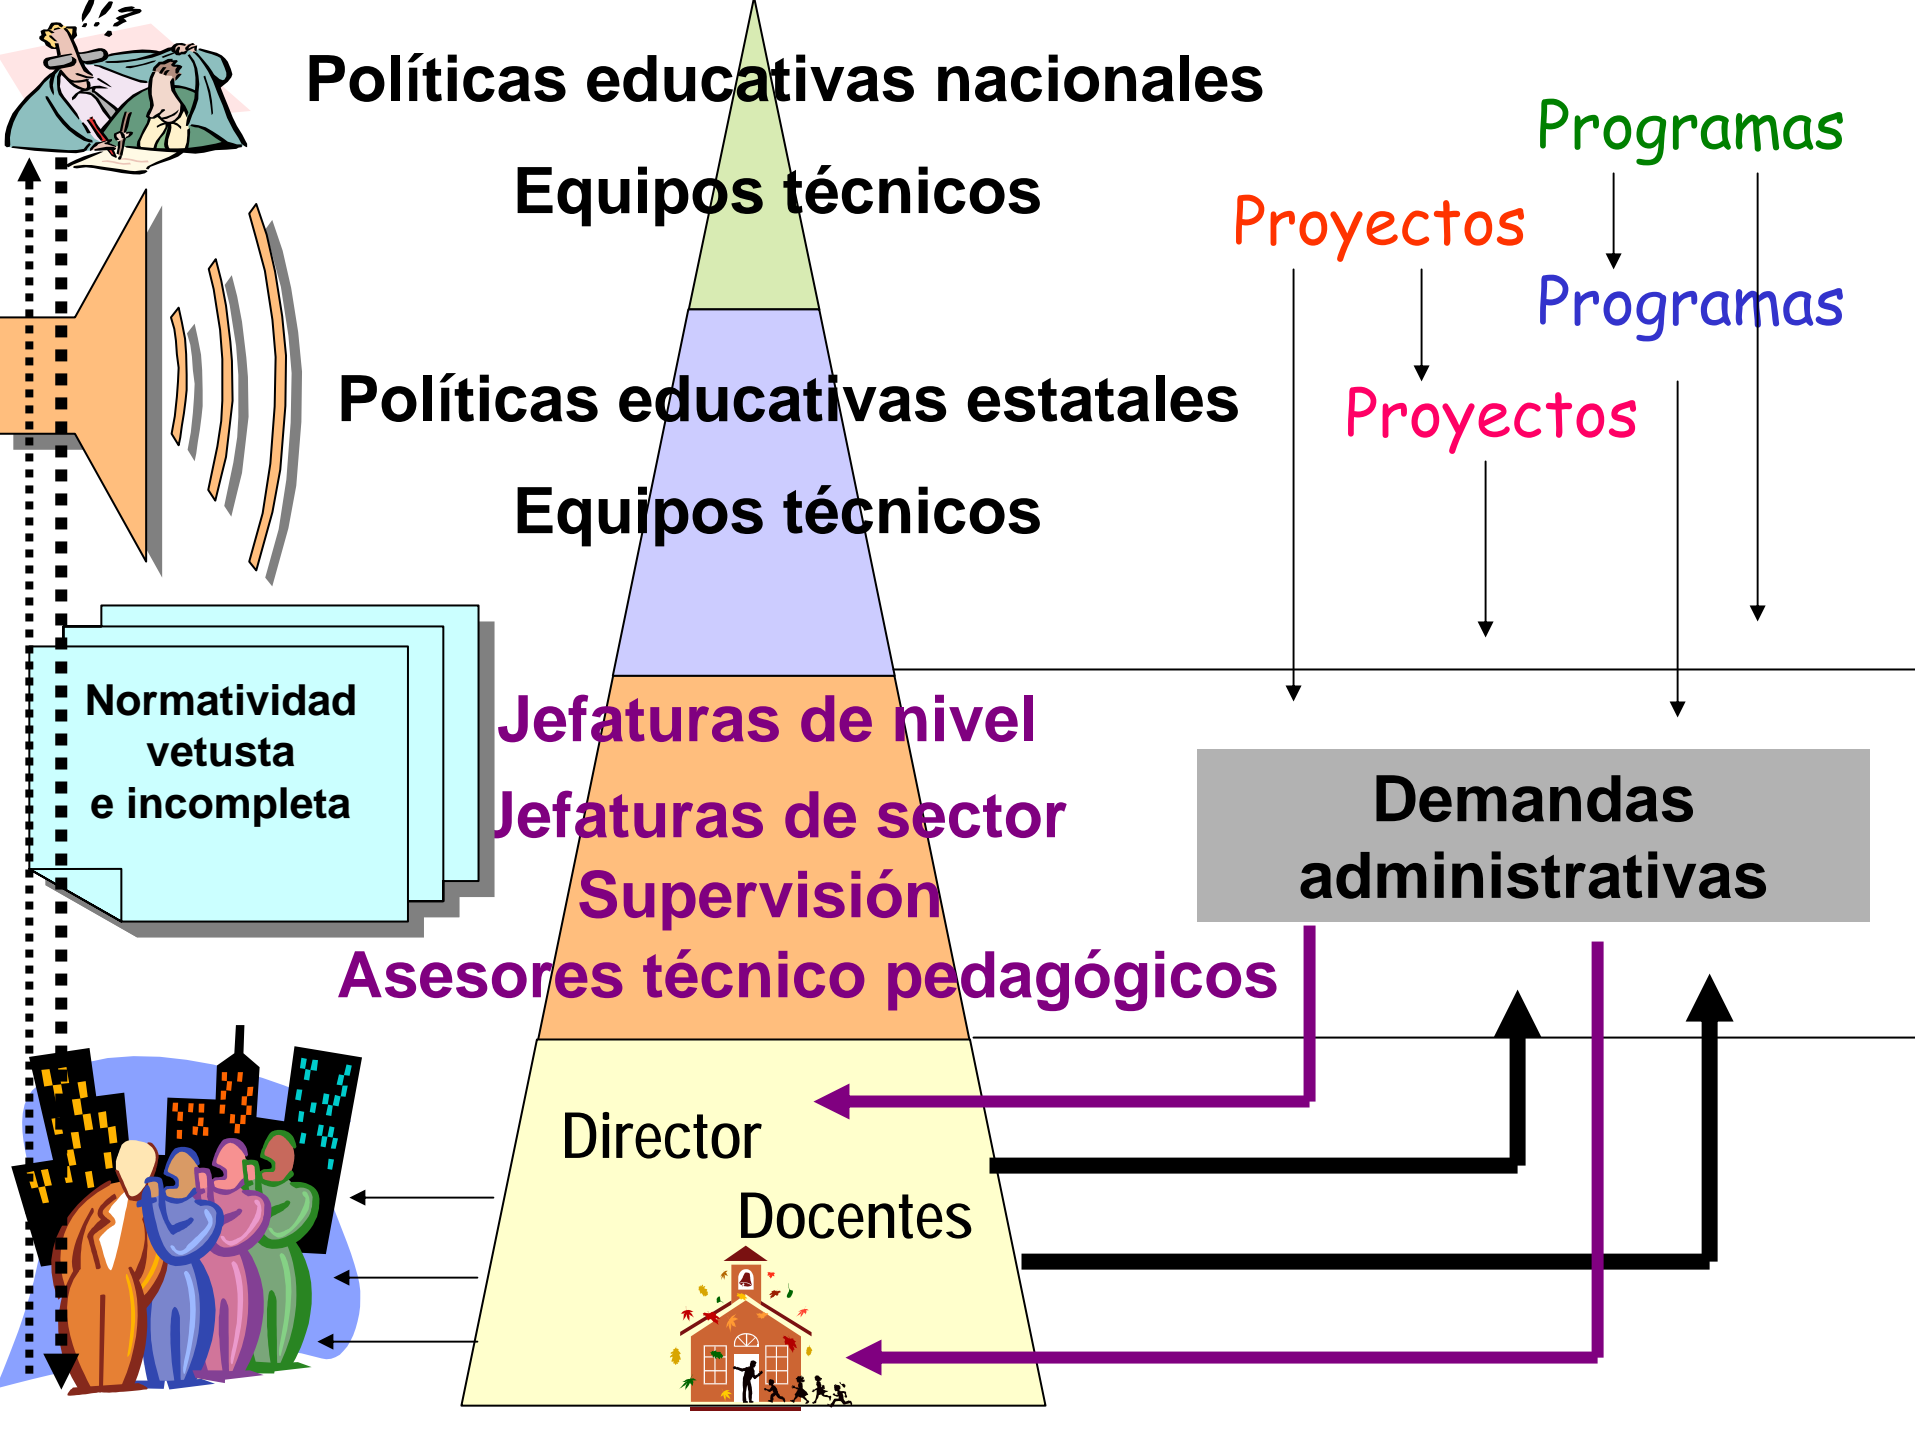 !!?
Políticas educativas nacionales
Programas
Equipos técnicos
Proyectos
Programas
Políticas educativas estatales
Proyectos
Equipos técnicos
Normatividad
vetusta
e incompleta
Jefaturas de nivel
Jefaturas de sector
Supervisión
Asesores técnico pedagógicos
Demandas
administrativas
Director
Docentes